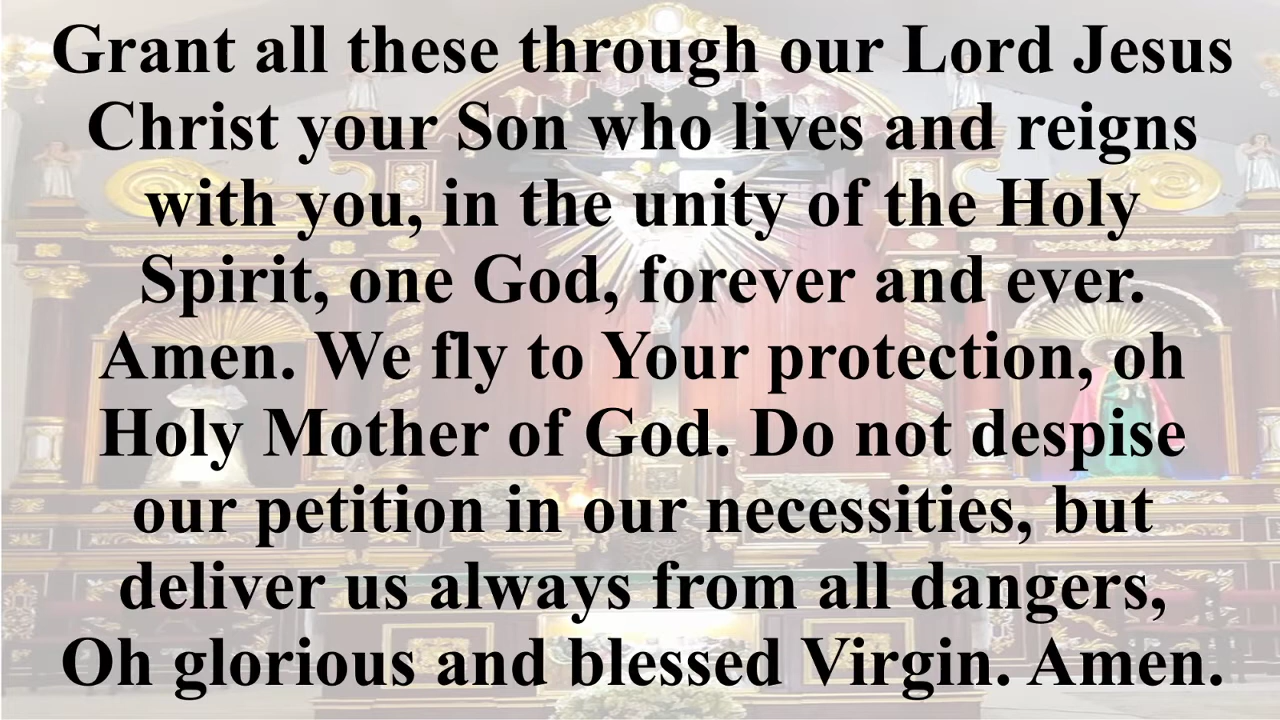 Grant all these through our Lord Jesus
Christ your Son who lives and reigns
with you, in the unity of the Holy
Spirit, one God, forever and ever.
Amen. We fly to Your protection, oh
Holy Mother of God. Do not despise
our petition in our necessities, but
deliver us always from all dangers,
Oh glorious and blessed Virgin. Amen.